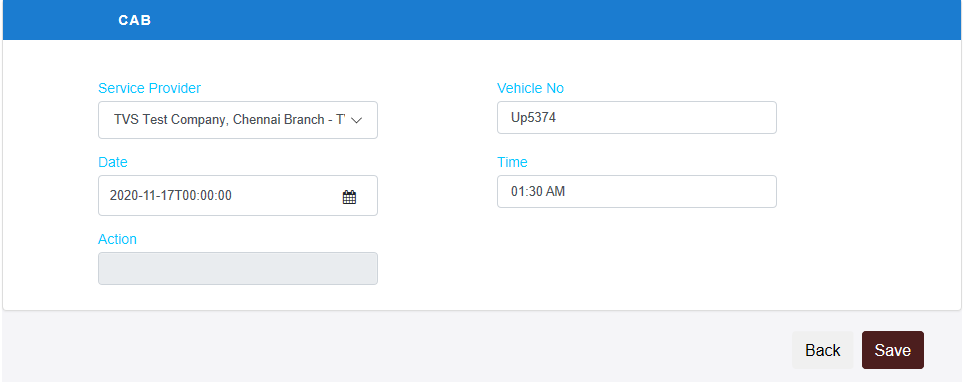 CAB
Service Provider
Vehicle No
TVS Test Company, Chennai Branch - T
Up5374
Date
Time
2020-11-17T00:00:00
01:30 AM
Action
Back
Save